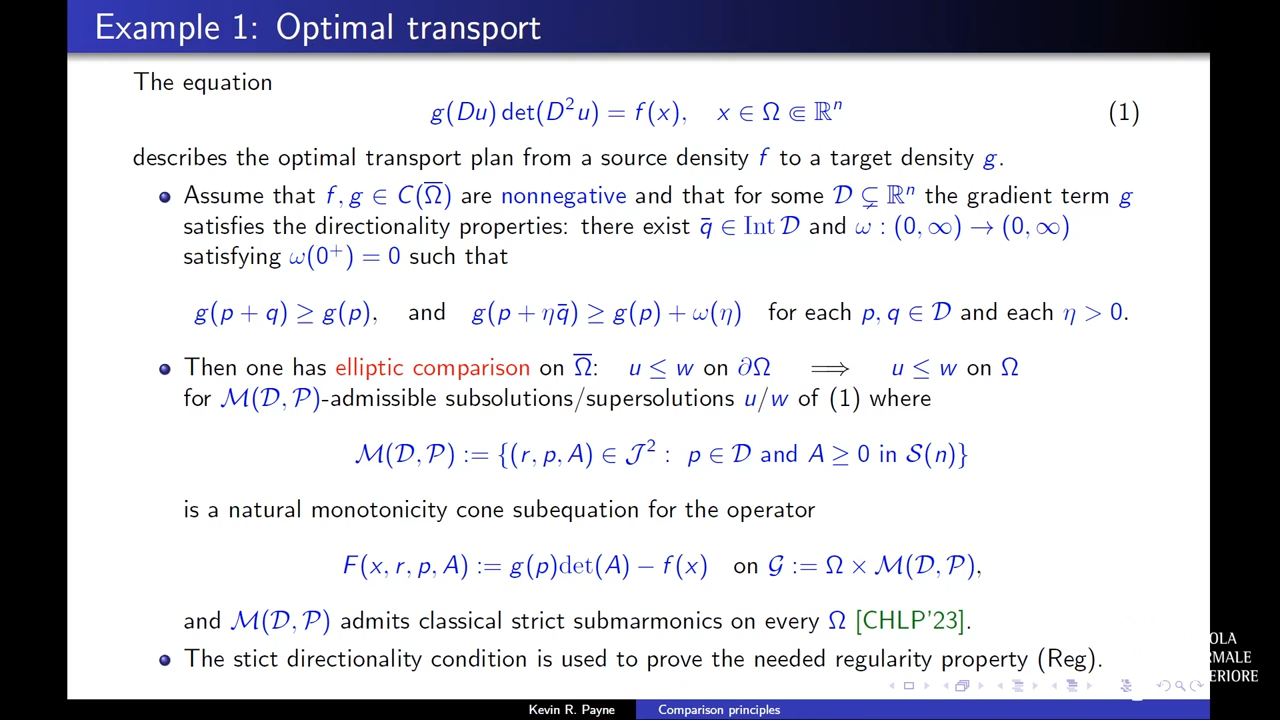 Example 1: Optimal transport
The equation
g(Du) det(D²u) = f(x), x ∈ Ω ⋐ ℝⁿ (1)
describes the optimal transport plan from a source density f to a target density g.
Assume that f, g ∈ C(Ω̅) are nonnegative and that for some 𝒟 ⊊ ℝⁿ the gradient term g
satisfies the directionality properties: there exist q̄ ∈ Int 𝒟 and ω : (0, ∞) → (0, ∞)
satisfying ω(0⁺) = 0 such that
g(p + q) ≥ g(p), and g(p + ηq̄) ≥ g(p) + ω(η) for each p, q ∈ 𝒟 and each η > 0.
Then one has elliptic comparison on Ω̅: u ≤ w on ∂Ω ⟹ u ≤ w on Ω
for ℳ(𝒟, 𝒫)-admissible subsolutions/supersolutions u/w of (1) where
ℳ(𝒟, 𝒫) := {(r, p, A) ∈ 𝒥² : p ∈ 𝒟 and A ≥ 0 in 𝒮(n)}
is a natural monotonicity cone subequation for the operator
F(x, r, p, A) := g(p)det(A) − f(x) on 𝒢 := Ω × ℳ(𝒟, 𝒫),
and ℳ(𝒟, 𝒫) admits classical strict submarmonics on every Ω [CHLP'23].
The stict directionality condition is used to prove the needed regularity property (Reg).
OLA
RMALE
ERIORE
Kevin R. Payne Comparison principles